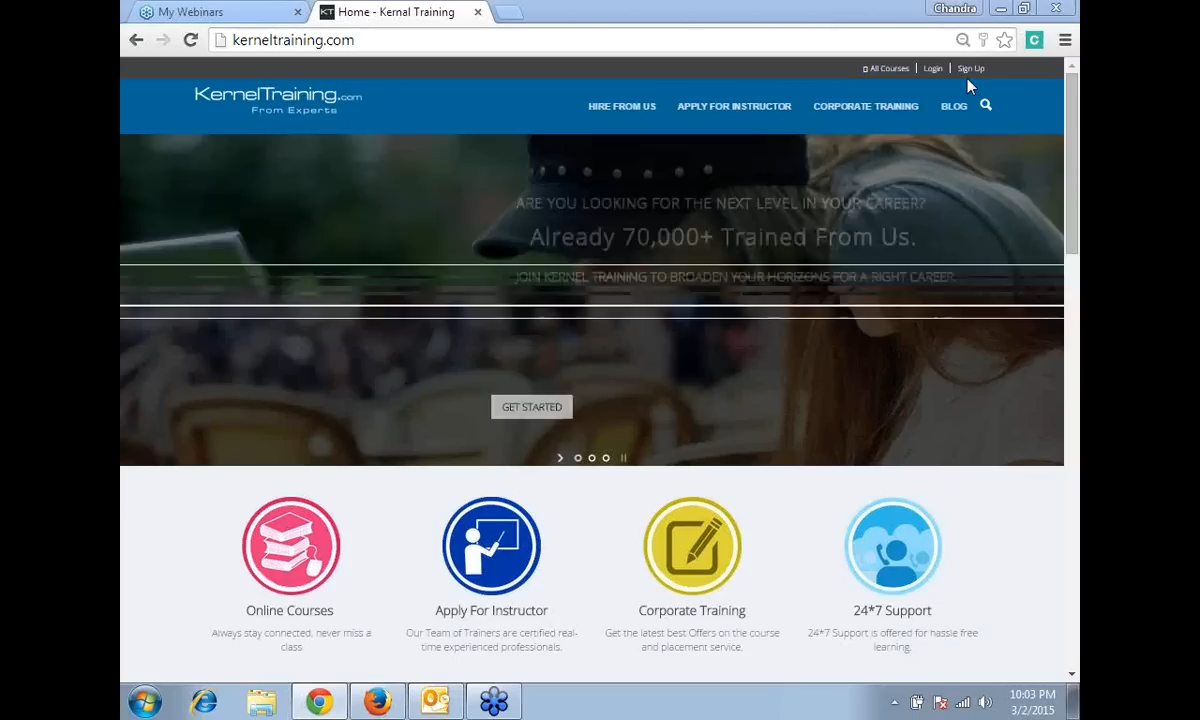 My Webinars
KT Home - Kernal Training
Chandra
kerneltraining.com
C
All Courses | Login | Sign Up
KernelTraining.com
From Experts
HIRE FROM US
APPLY FOR INSTRUCTOR
CORPORATE TRAINING
BLOG
ARE YOU LOOKING FOR THE NEXT LEVEL IN YOUR CAREER?
Already 70,000+ Trained From Us.
JOIN KERNEL TRAINING TO BROADEN YOUR HORIZONS FOR A RIGHT CAREER
GET STARTED
Online Courses
Always stay connected, never miss a
class.
Apply For Instructor
Our Team of Trainers are certified real-
time experienced professionals.
Corporate Training
Get the latest best Offers on the course
and placement service.
24*7 Support
24*7 Support is offered for hassle free
learning.
10:03 PM
3/2/2015